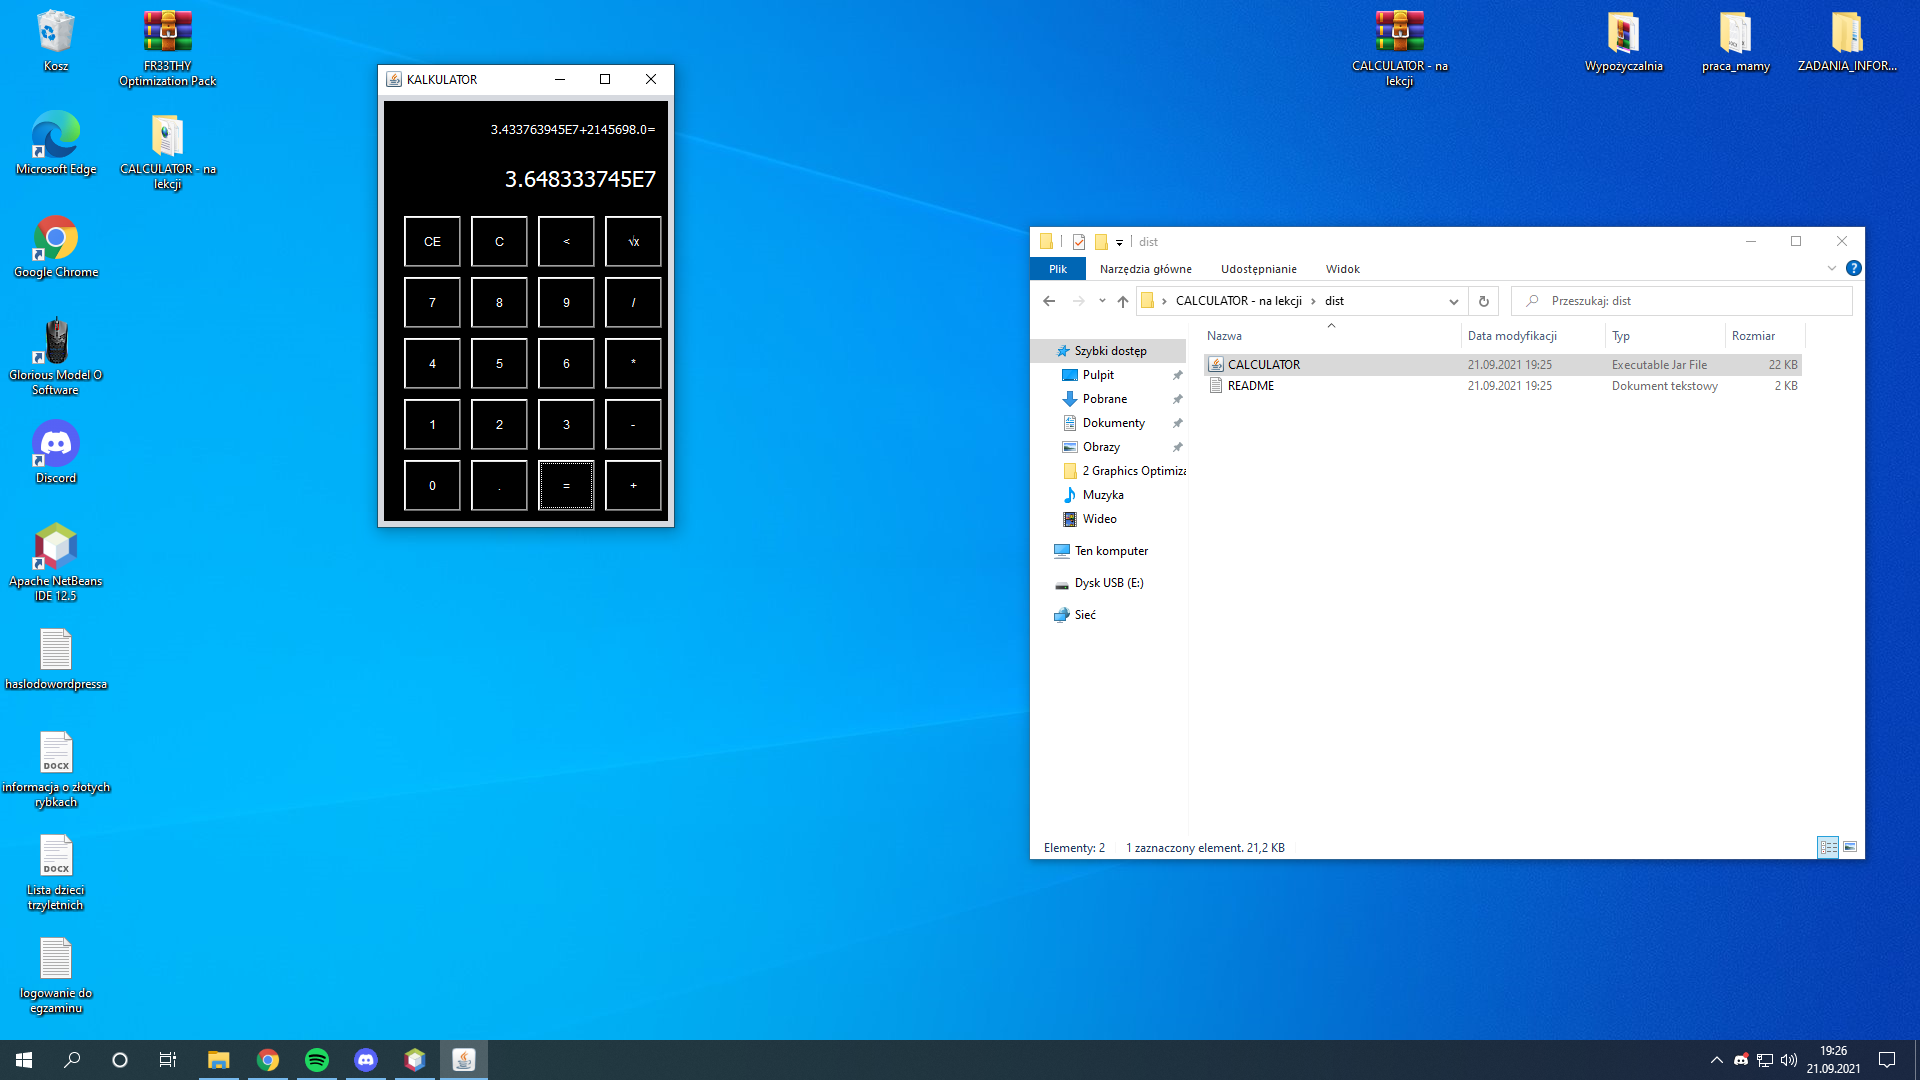 Kosz
FR33THY
Optimization Pack
Microsoft Edge
CALCULATOR - na
lekcji
Google Chrome
Glorious Model O
Software
Discord
Apache NetBeans
IDE 12.5
haslodowordpressa
DOCX
informacja o złotych
rybkach
DOCX
Lista dzieci
trzyletnich
logowanie do
egzaminu
KALKULATOR
3.433763945E7+2145698.0=
3.648333745E7
CE C < √x
7 8 9 /
4 5 6 *
1 2 3 -
0 . = +
CALCULATOR - na
lekcji
Wypożyczalnia
praca_mamy
ZADANIA_INFOR...
dist
Plik Narzędzia główne Udostępnianie Widok ?
CALCULATOR - na lekcji > dist
Przeszukaj: dist
Nazwa Data modyfikacji Typ Rozmiar
CALCULATOR 21.09.2021 19:25 Executable Jar File 22 KB
README 21.09.2021 19:25 Dokument tekstowy 2 KB
Szybki dostęp
Pulpit
Pobrane
Dokumenty
Obrazy
2 Graphics Optimiza
Muzyka
Wideo
Ten komputer
Dysk USB (E:)
Sieć
Elementy: 2 1 zaznaczony element. 21,2 KB
19:26
21.09.2021